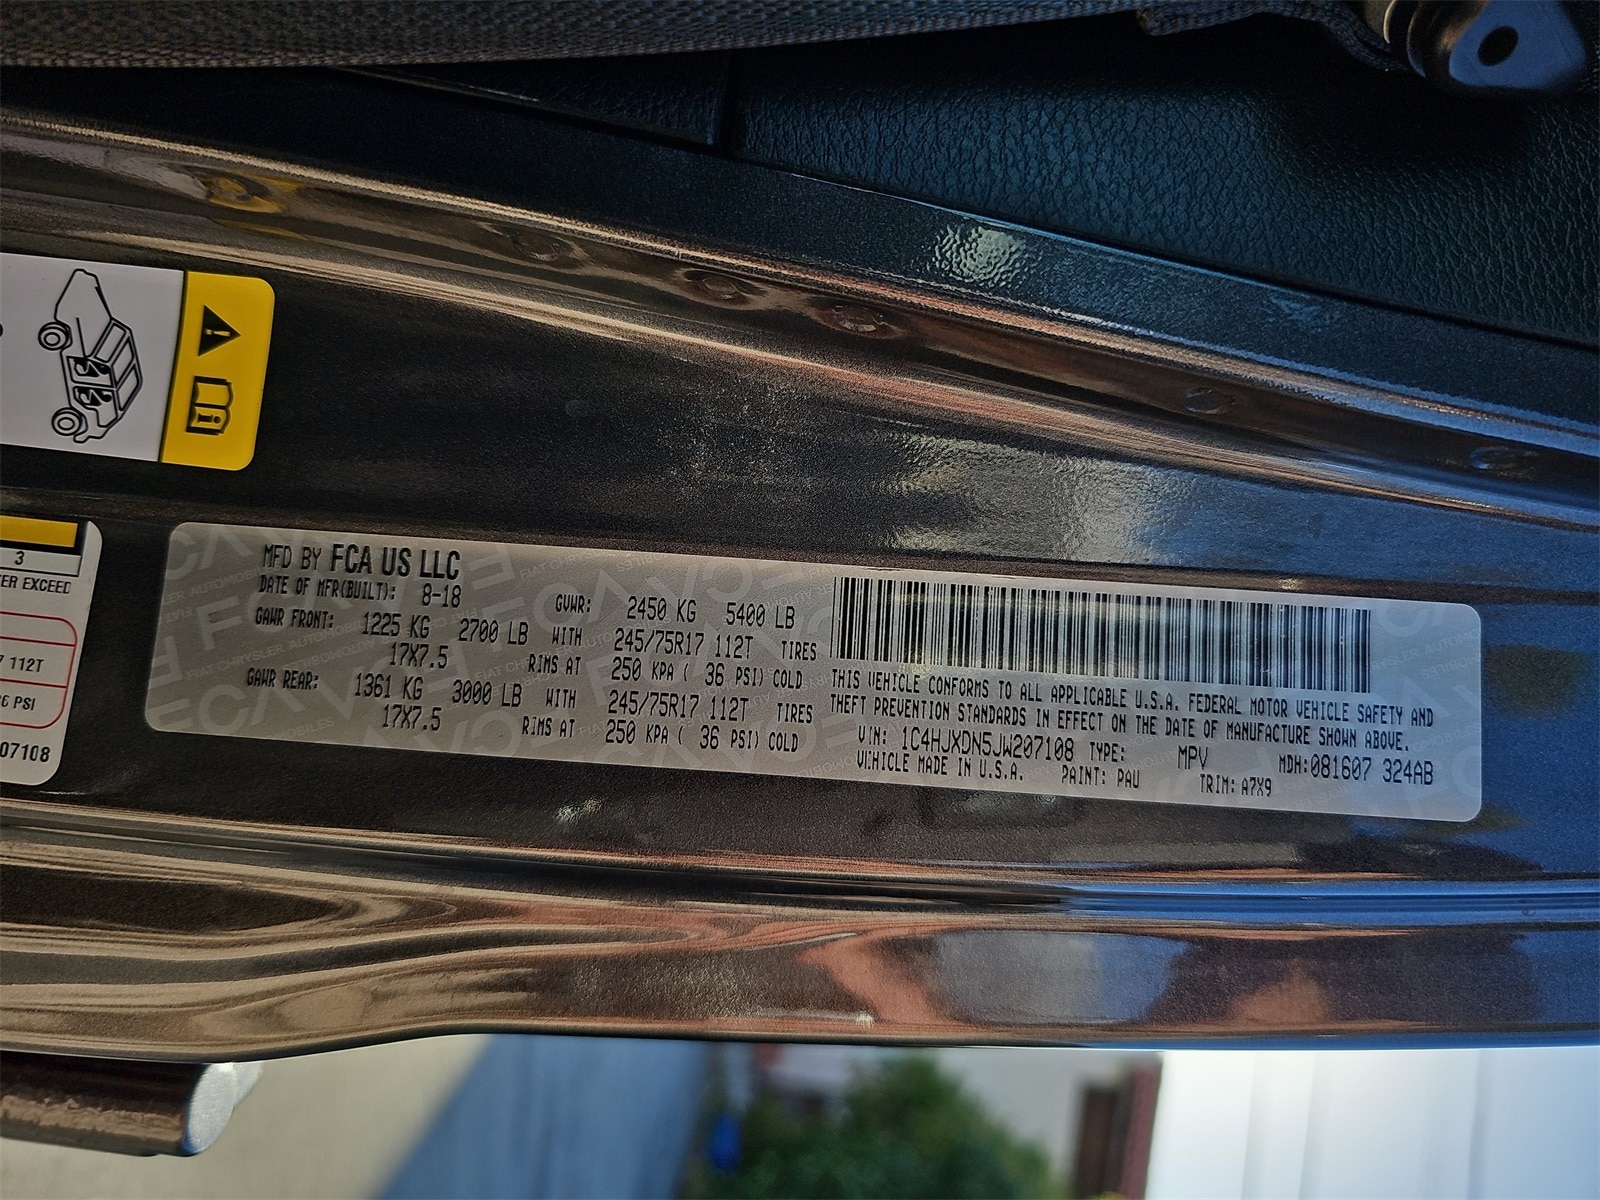 3
ER EXCEED
112T
6 PSI
07108
MFD BY FCA US LLC
DATE OF MFR(BUILT): 8-18
GVWR: 2450 KG 5400 LB
GAWR FRONT: 1225 KG 2700 LB WITH 245/75R17 112T TIRES
17X7.5 RIMS AT 250 KPA ( 36 PSI) COLD
GAWR REAR: 1361 KG 3000 LB WITH 245/75R17 112T TIRES
17X7.5 RIMS AT 250 KPA ( 36 PSI) COLD
THIS VEHICLE CONFORMS TO ALL APPLICABLE U.S.A. FEDERAL MOTOR VEHICLE SAFETY AND
THEFT PREVENTION STANDARDS IN EFFECT ON THE DATE OF MANUFACTURE SHOWN ABOVE.
VIN: 1C4HJXDN5JW207108 TYPE: MPV MDH:081607 324AB
VEHICLE MADE IN U.S.A. PAINT: PAU TRIM: A7X9